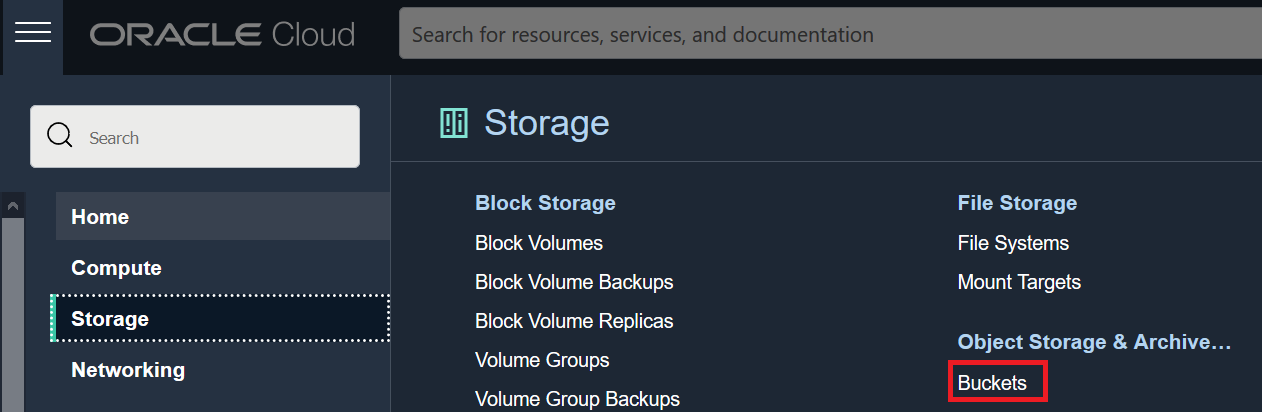 ORACLE Cloud
Search for resources, services, and documentation
Search
Home
Compute
Storage
Networking
Storage
Block Storage
Block Volumes
Block Volume Backups
Block Volume Replicas
Volume Groups
Volume Group Backups
File Storage
File Systems
Mount Targets
Object Storage & Archive…
Buckets